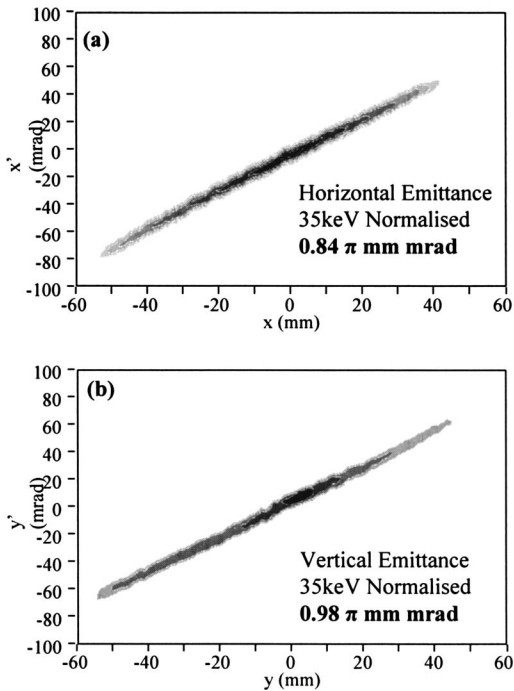 100
80
60
40
20
0
-20
-40
-60
-80
-100
x'
(mrad)
(a)
Horizontal Emittance
35keV Normalised
0.84 π mm mrad
-60 -40 -20 0 20 40 60
x (mm)
100
80
60
40
20
0
-20
-40
-60
-80
-100
y'
(mrad)
(b)
Vertical Emittance
35keV Normalised
0.98 π mm mrad
-60 -40 -20 0 20 40 60
y (mm)